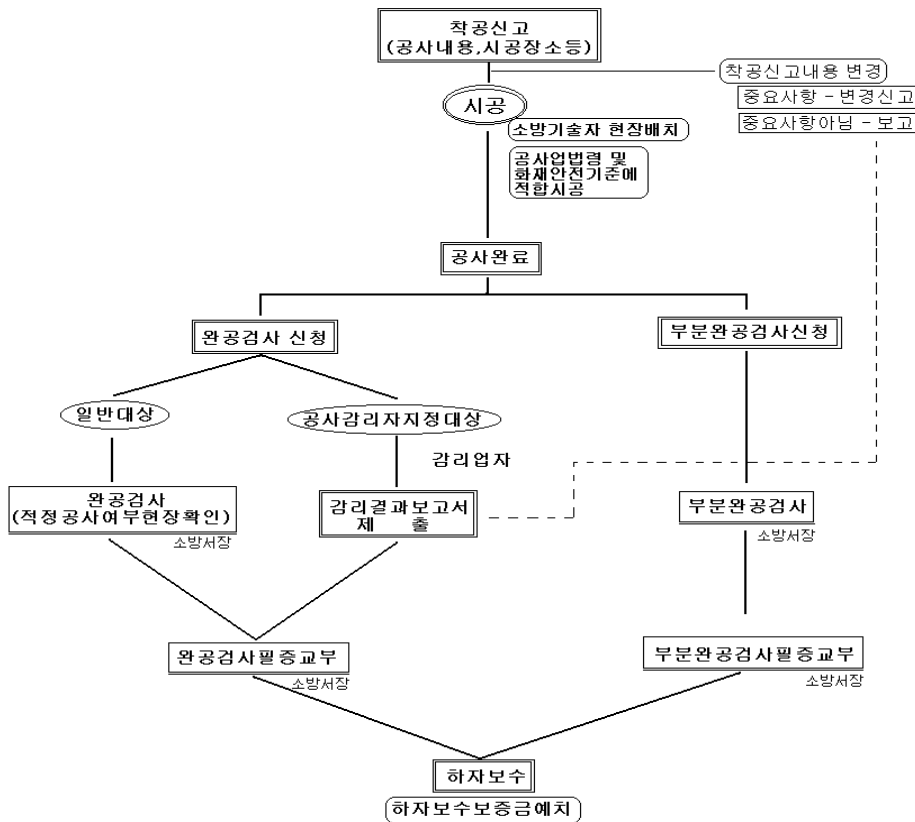 착공신고
(공사내용,시공장소등)
착공신고내용 변경
중요사항 - 변경신고
중요사항아님 - 보고
시공
소방기술자 현장배치
공사업법령 및
화재안전기준에
적합시공
공사완료
완공검사 신청
부분완공검사신청
일반대상
공사감리자지정대상
감리업자
완공검사
(적정공사여부현장확인)
소방서장
감리결과보고서
제 출
부분완공검사
소방서장
완공검사필증교부
소방서장
부분완공검사필증교부
소방서장
하자보수
하자보수보증금예치